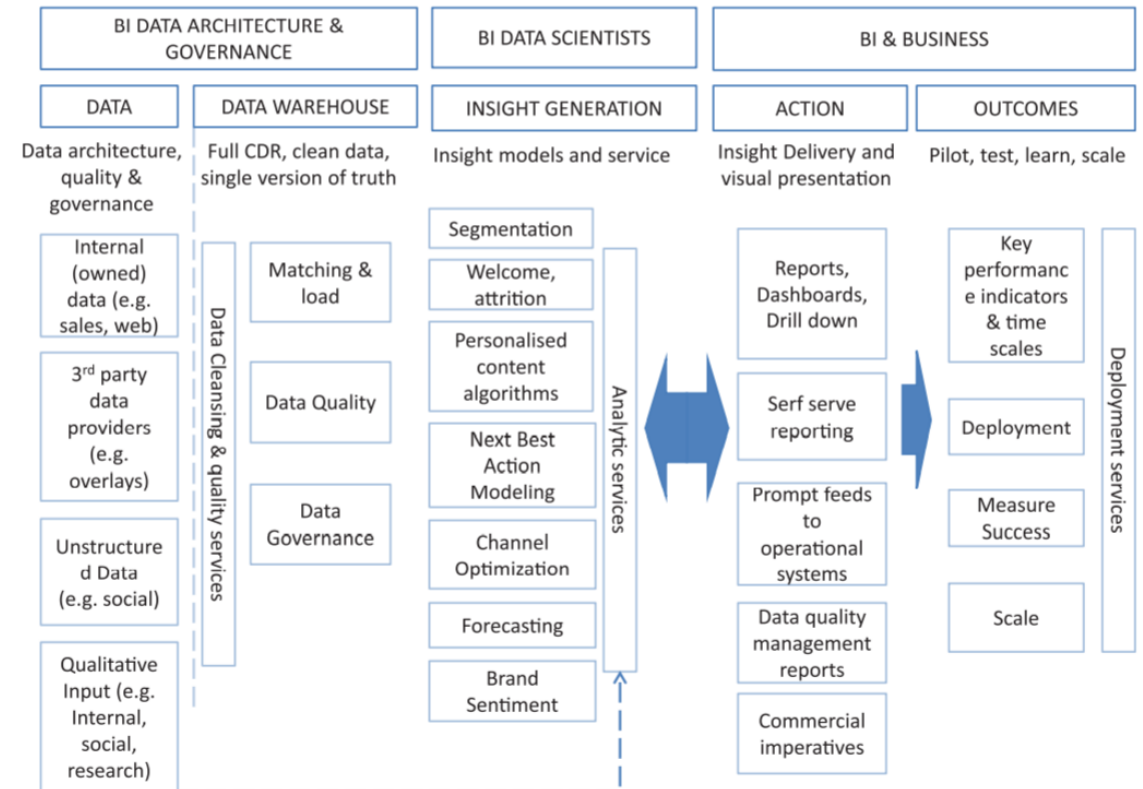 BI DATA ARCHITECTURE &
GOVERNANCE
BI DATA SCIENTISTS
BI & BUSINESS
DATA
DATA WAREHOUSE
INSIGHT GENERATION
ACTION
OUTCOMES
Data architecture,
quality &
governance
Full CDR, clean data,
single version of truth
Insight models and service
Insight Delivery and
visual presentation
Pilot, test, learn, scale
Internal
(owned)
data (e.g.
sales, web)
3rd party
data
providers
(e.g.
overlays)
Unstructure
d Data
(e.g. social)
Qualitative
Input (e.g.
Internal,
social,
research)
Data Cleansing & quality services
Matching &
load
Data Quality
Data
Governance
Segmentation
Welcome,
attrition
Personalised
content
algorithms
Next Best
Action
Modeling
Channel
Optimization
Forecasting
Brand
Sentiment
Analytic services
Reports,
Dashboards,
Drill down
Serf serve
reporting
Prompt feeds
to
operational
systems
Data quality
management
reports
Commercial
imperatives
Key
performanc
e indicators
& time
scales
Deployment
Measure
Success
Scale
Deployment services